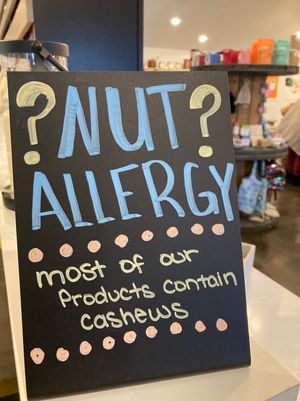 ? NUT ?
ALLERGY
most of our
Products contain
cashews